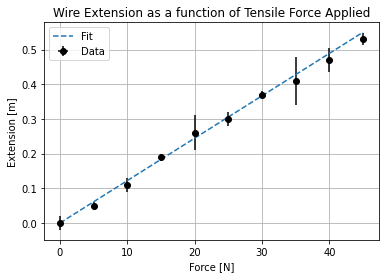 Wire Extension as a function of Tensile Force Applied
Fit
Data
Extension [m]
0.5
0.4
0.3
0.2
0.1
0.0
0
10
20
30
40
Force [N]